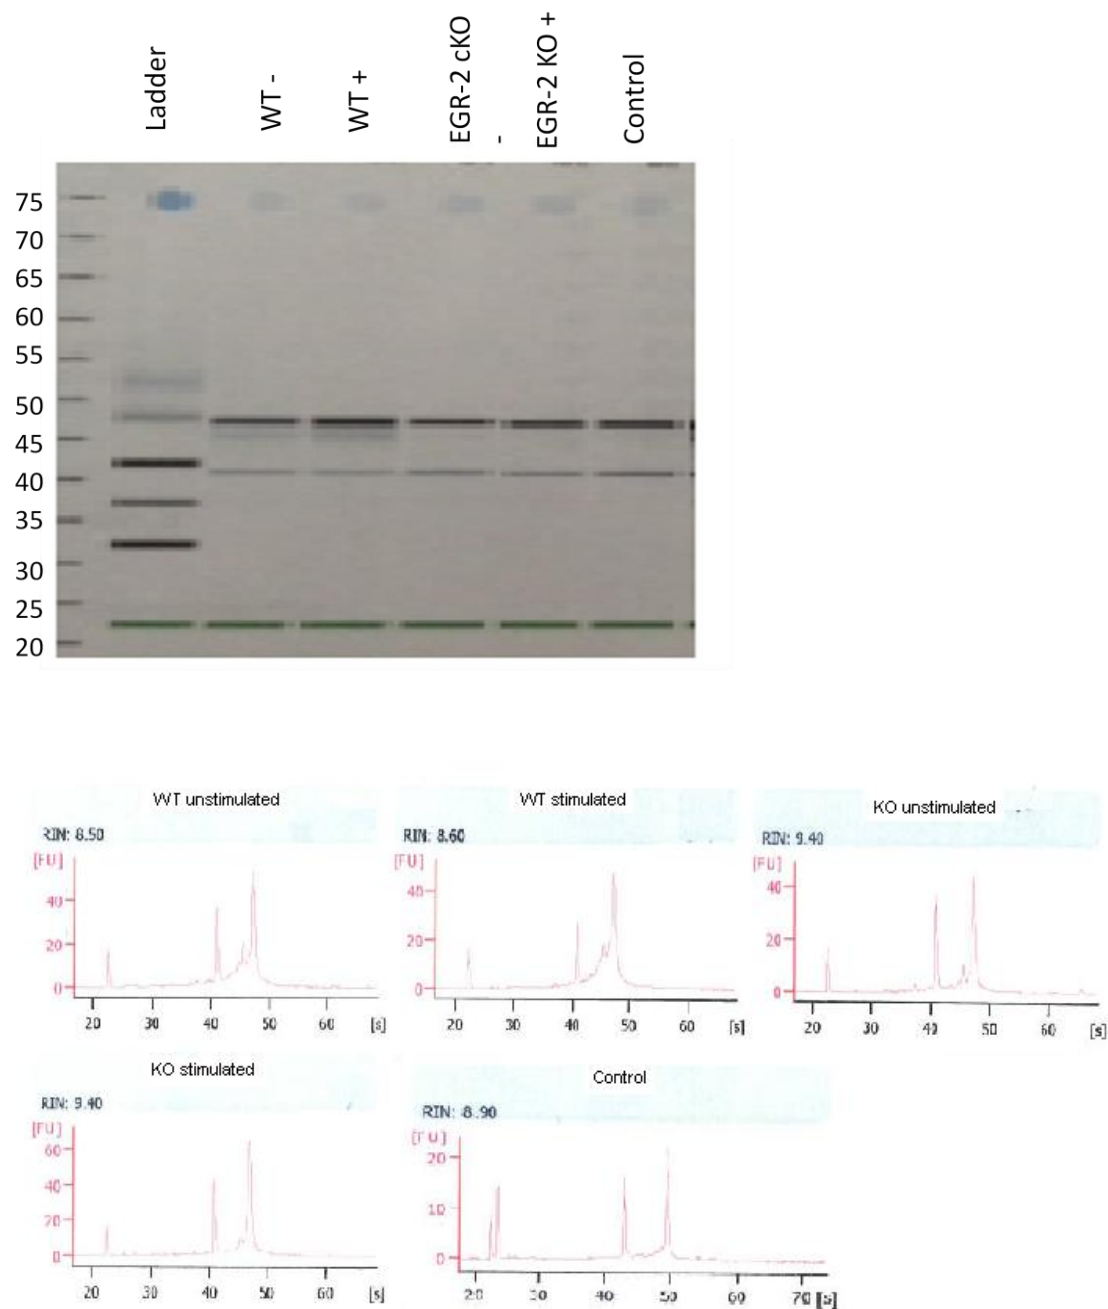 Ladder
WT -
WT +
EGR-2 cKO
-
EGR-2 KO +
Control
75
70
65
60
55
50
45
40
35
30
25
20
WT unstimulated
RIN: 8.50
[FU]
40
20
0
20 30 40 50 60 [s]
WT stimulated
RIN: 8.60
[FU]
40
20
0
20 30 40 50 60 [s]
KO unstimulated
RIN: 9.40
[FU]
40
20
0
20 30 40 50 60 [s]
KO stimulated
RIN: 9.40
[FU]
60
40
20
0
20 30 40 50 60 [s]
Control
RIN: 8.90
[FU]
20
10
0
20 30 40 50 60 70 [s]